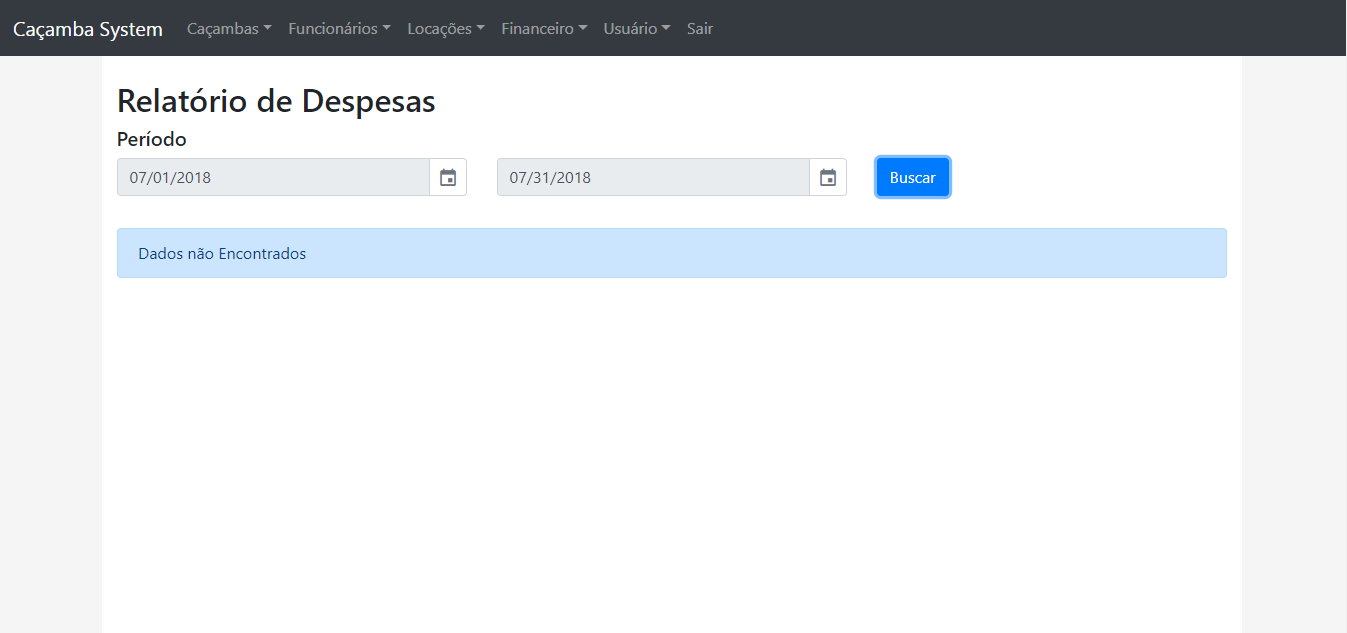 Caçamba System Caçambas Funcionários Locações Financeiro Usuário Sair
Relatório de Despesas
Período
07/01/2018 07/31/2018 Buscar
Dados não Encontrados